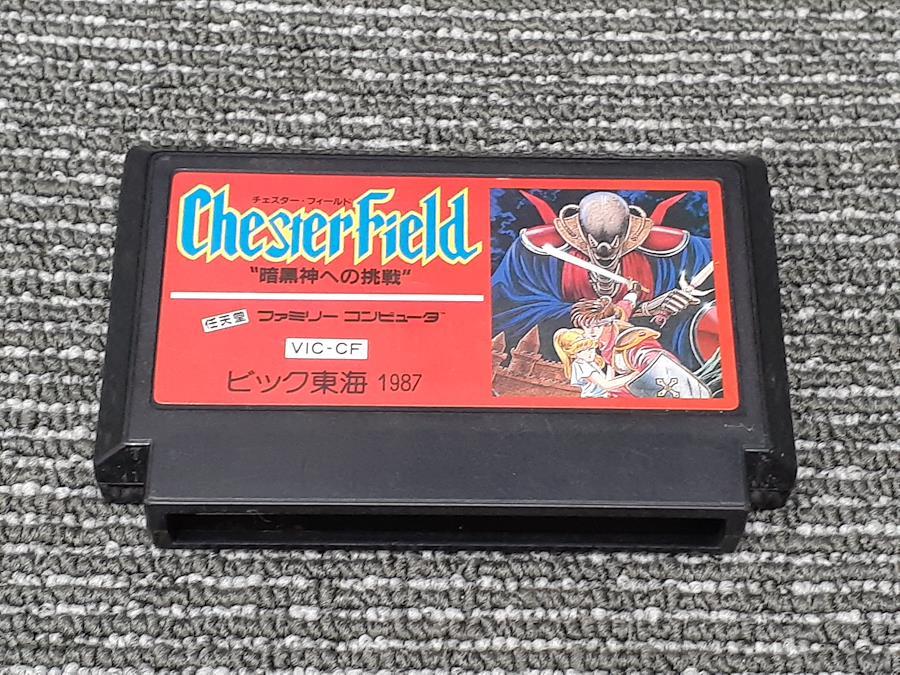 チェスター・フィールド
ChesterField
"暗黒神への挑戦"
任天堂 ファミリー コンピュータ™
VIC-CF
ビック東海 1987